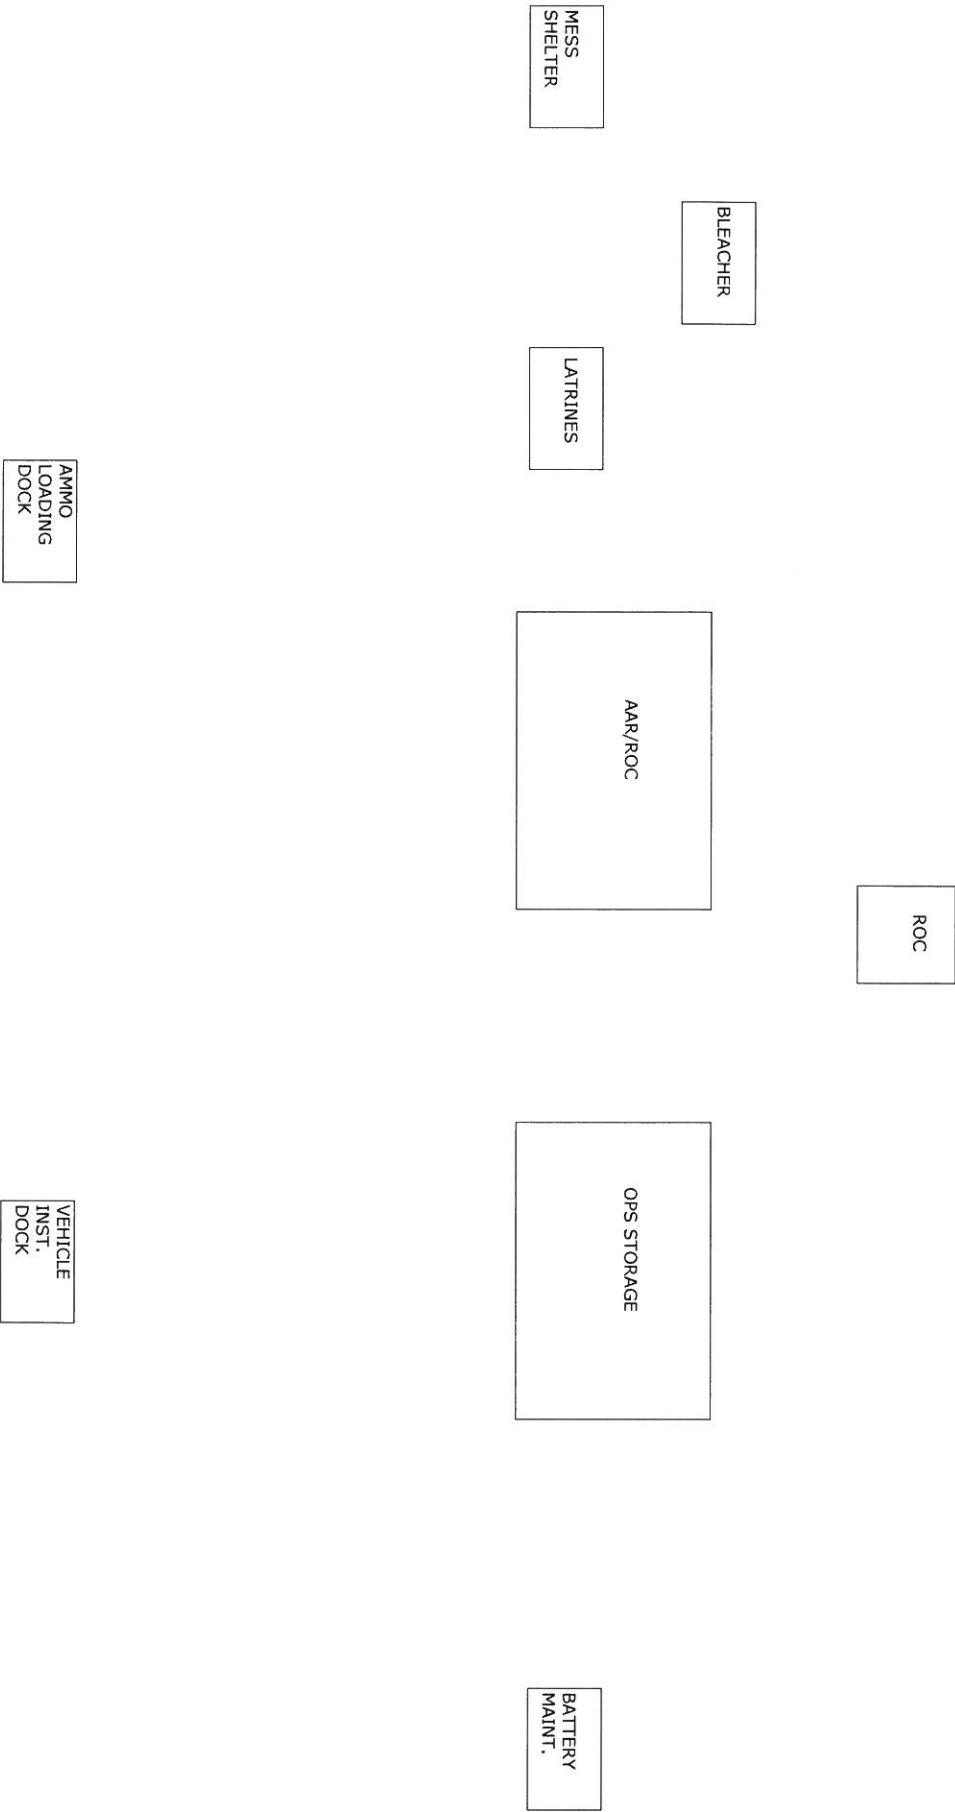 MESS
SHELTER
BLEACHER
LATRINES
AMMO
LOADING
DOCK
AAR/ROC
ROC
OPS STORAGE
VEHICLE
INST.
DOCK
BATTERY
MAINT.